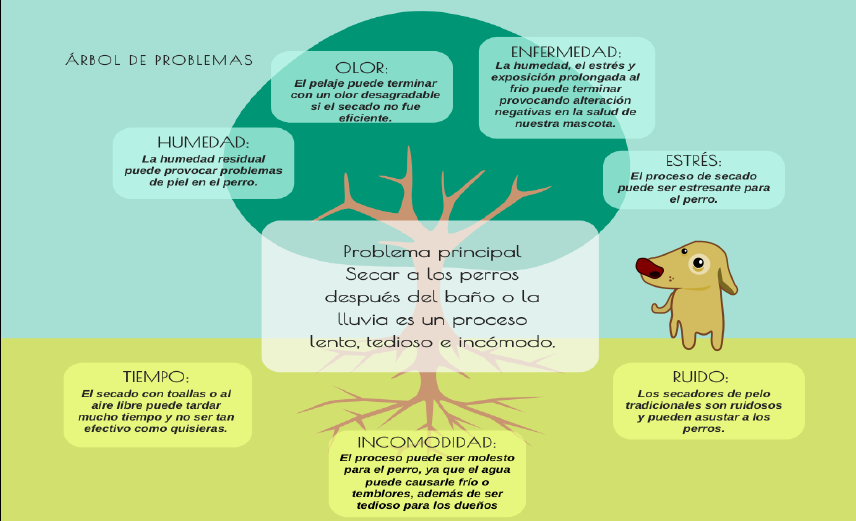 ÁRBOL DE PROBLEMAS
OLOR:
El pelaje puede terminar
con un olor desagradable
si el secado no fue
eficiente.
ENFERMEDAD:
La humedad, el estrés y
exposición prolongada al
frio puede terminar
provocando alteración
negativas en la salud de
nuestra mascota.
HUMEDAD:
La humedad residual
puede provocar problemas
de piel en el perro.
ESTRÉS:
El proceso de secado
puede ser estresante para
el perro.
Problema principal
Secar a los perros
después del baño o la
lluvia es un proceso
lento, tedioso e incómodo.
TIEMPO:
El secado con toallas o al
aire libre puede tardar
mucho tiempo y no ser tan
efectivo como quisieras.
INCOMODIDAD:
El proceso puede ser molesto
para el perro, ya que el agua
puede causarle frío o
temblores, además de ser
tedioso para los dueños
RUIDO:
Los secadores de pelo
tradicionales son ruidosos
y pueden asustar a los
perros.